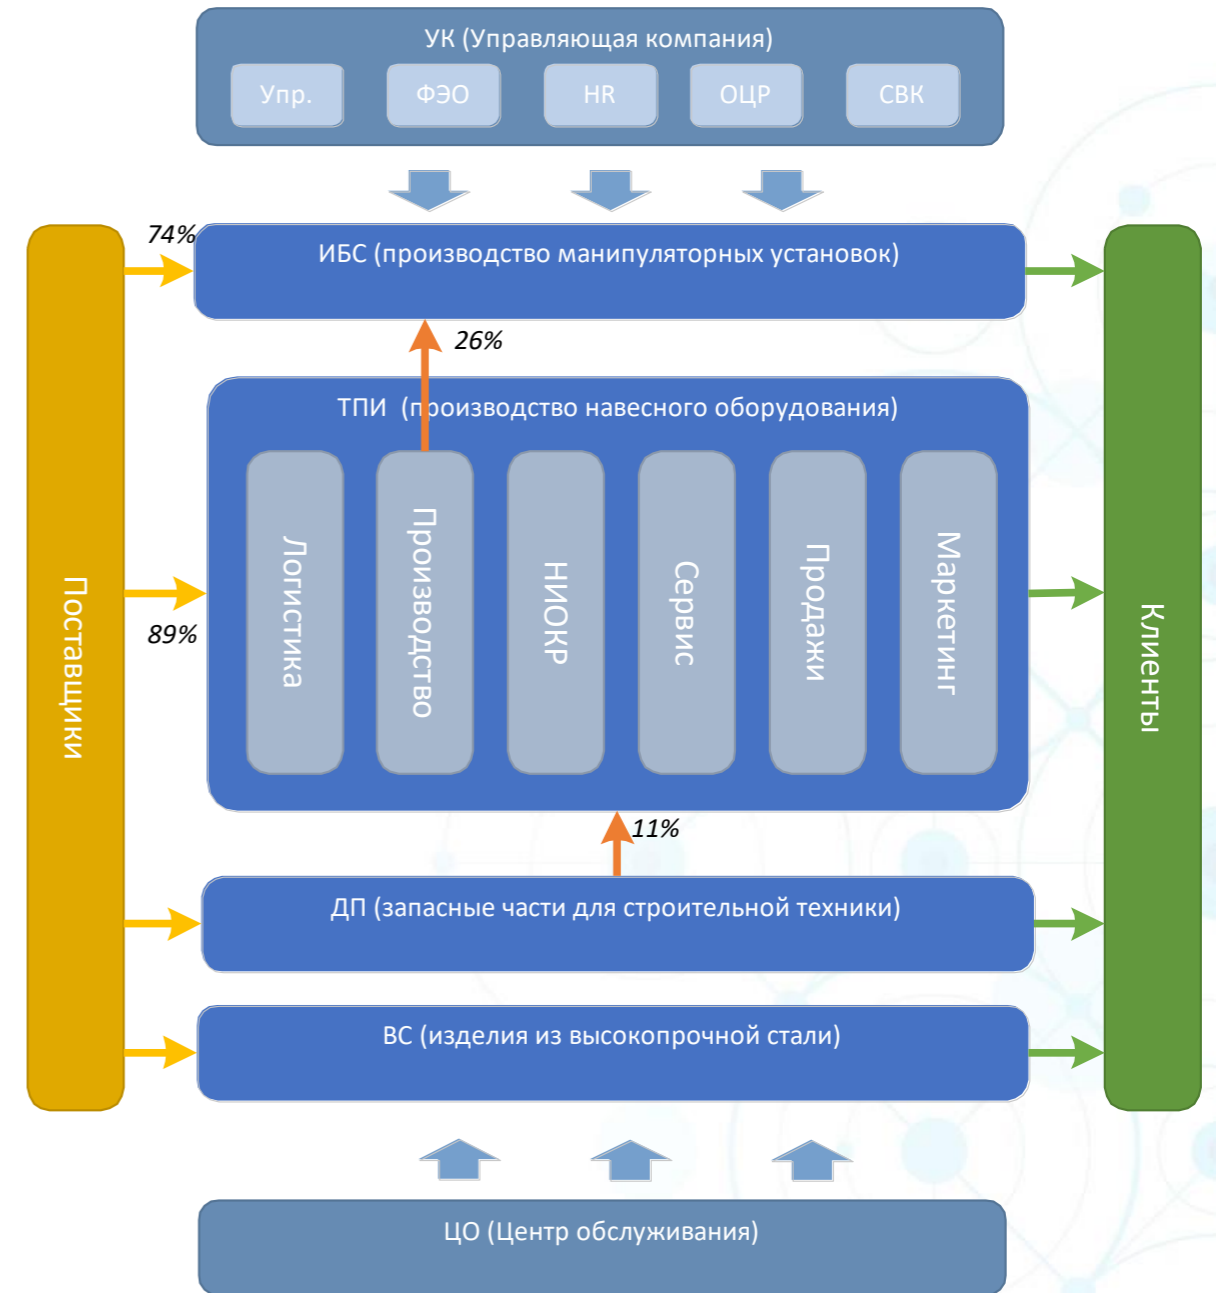 УК (Управляющая компания)
Упр.
ФЭО
HR
ОЦР
СВК
74%
ИБС (производство манипуляторных установок)
26%
ТПИ  (производство навесного оборудования)
Поставщики
89%
Логистика
Производство
НИОКР
Сервис
Продажи
Маркетинг
Клиенты
11%
ДП (запасные части для строительной техники)
ВС (изделия из высокопрочной стали)
ЦО (Центр обслуживания)